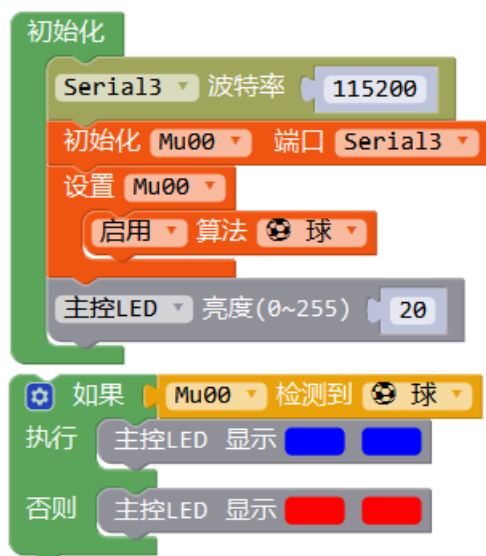 初始化
Serial3 波特率 115200
初始化 Mu00 端口 Serial3
设置 Mu00
启用 算法 球
主控LED 亮度(0~255) 20
如果 Mu00 检测到 球
执行 主控LED 显示
否则 主控LED 显示